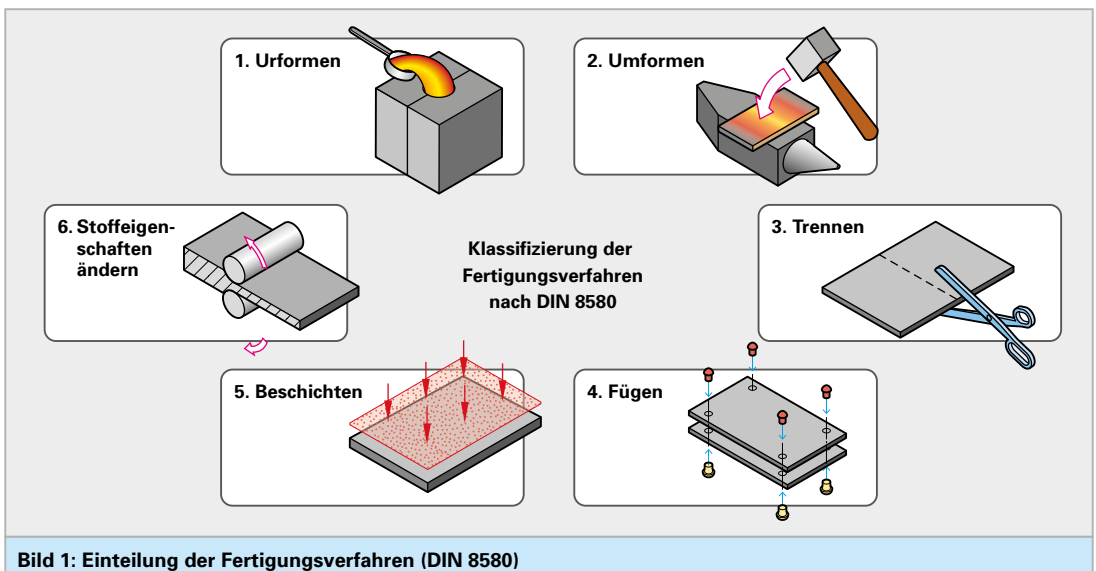 1. Urformen
2. Umformen
6. Stoffeigen-
schaften
ändern
Klassifizierung der
Fertigungsverfahren
nach DIN 8580
3. Trennen
5. Beschichten
4. Fügen
Bild 1: Einteilung der Fertigungsverfahren (DIN 8580)